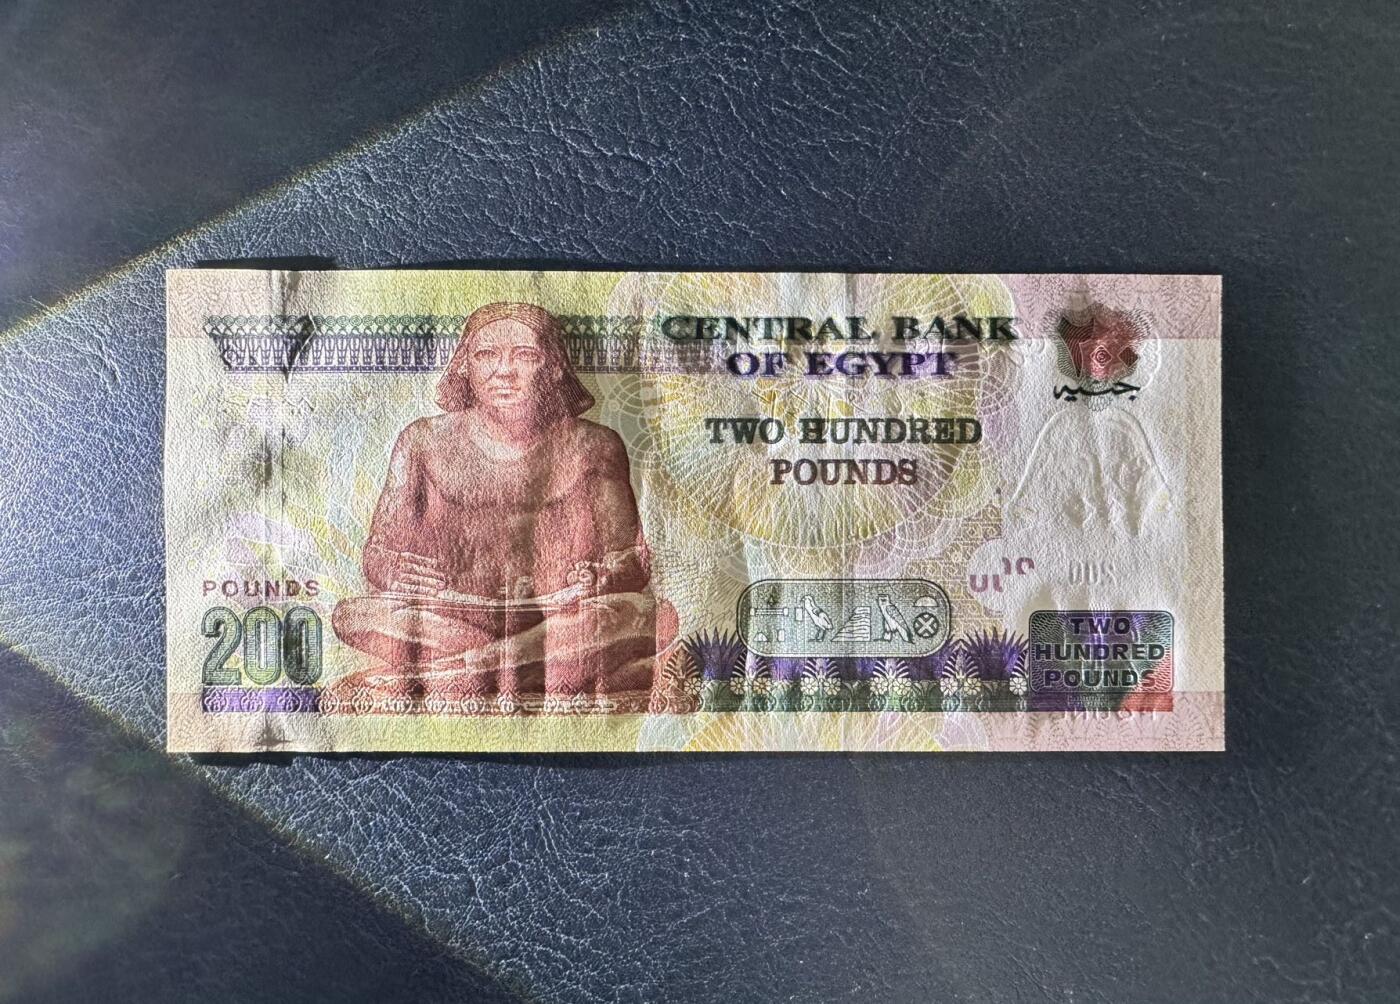 CENTRAL BANK
OF EGYPT
TWO HUNDRED
POUNDS
جنيه
POUNDS
200
TWO
HUNDRED
POUNDS